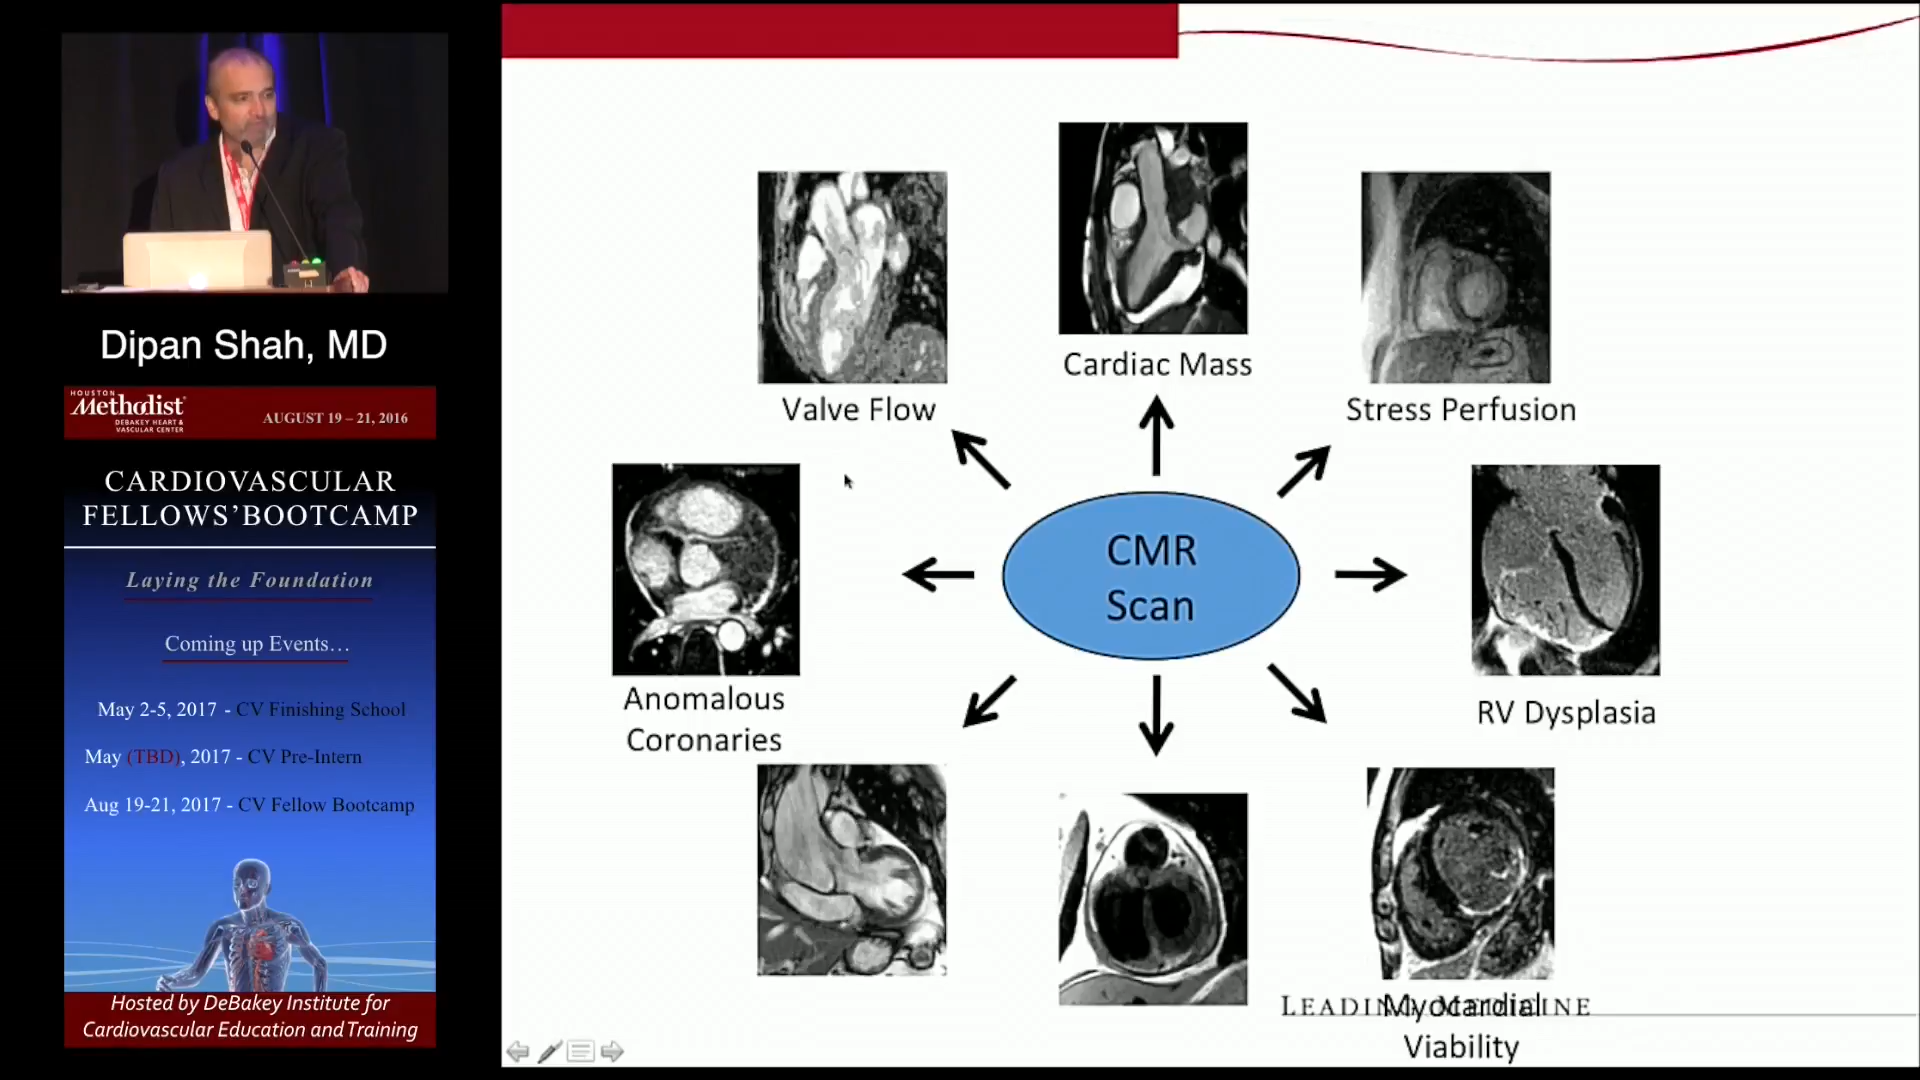 Dipan Shah, MD
HOUSTON
Methodist
DEBAKEY HEART &
VASCULAR CENTER
AUGUST 19 – 21, 2016
CARDIOVASCULAR
FELLOWS'BOOTCAMP
Laying the Foundation
Coming up Events…
May 2-5, 2017 - CV Finishing School
May (TBD), 2017 - CV Pre-Intern
Aug 19-21, 2017 - CV Fellow Bootcamp
Hosted by DeBakey Institute for
Cardiovascular Education and Training
Cardiac Mass
Valve Flow
Stress Perfusion
CMR
Scan
Anomalous
Coronaries
RV Dysplasia
LEADING MEDICINE
Myocardial
Viability